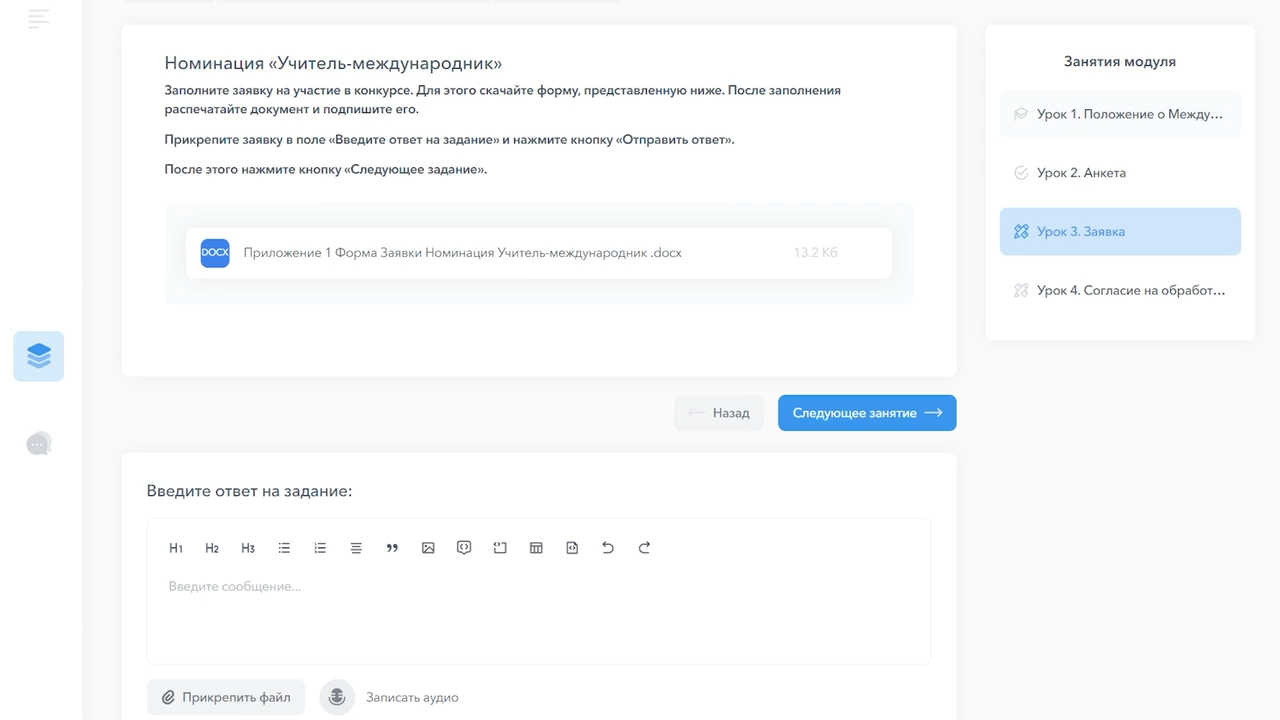 Номинация «Учитель-международник»
Заполните заявку на участие в конкурсе. Для этого скачайте форму, представленную ниже. После заполнения
распечатайте документ и подпишите его.
Прикрепите заявку в поле «Введите ответ на задание» и нажмите кнопку «Отправить ответ».
После этого нажмите кнопку «Следующее задание».
DOCX Приложение 1 Форма Заявки Номинация Учитель-международник .docx 13.2 Кб
Назад Следующее занятие
Введите ответ на задание:
H1 H2 H3
Введите сообщение...
Прикрепить файл Записать аудио
Занятия модуля
Урок 1. Положение о Между...
Урок 2. Анкета
Урок 3. Заявка
Урок 4. Согласие на обработ...